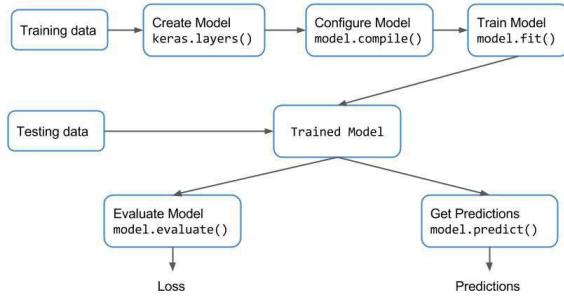 Training data
Create Model
keras.layers()
Configure Model
model.compile()
Train Model
model.fit()
Testing data
Trained Model
Evaluate Model
model.evaluate()
Get Predictions
model.predict()
Loss
Predictions